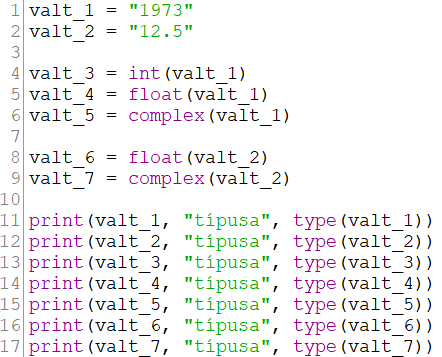 1 valt_1 = "1973"
2 valt_2 = "12.5"
3
4 valt_3 = int(valt_1)
5 valt_4 = float(valt_1)
6 valt_5 = complex(valt_1)
7
8 valt_6 = float(valt_2)
9 valt_7 = complex(valt_2)
10
11 print(valt_1, "típusa", type(valt_1))
12 print(valt_2, "típusa", type(valt_2))
13 print(valt_3, "típusa", type(valt_3))
14 print(valt_4, "típusa", type(valt_4))
15 print(valt_5, "típusa", type(valt_5))
16 print(valt_6, "típusa", type(valt_6))
17 print(valt_7, "típusa", type(valt_7))